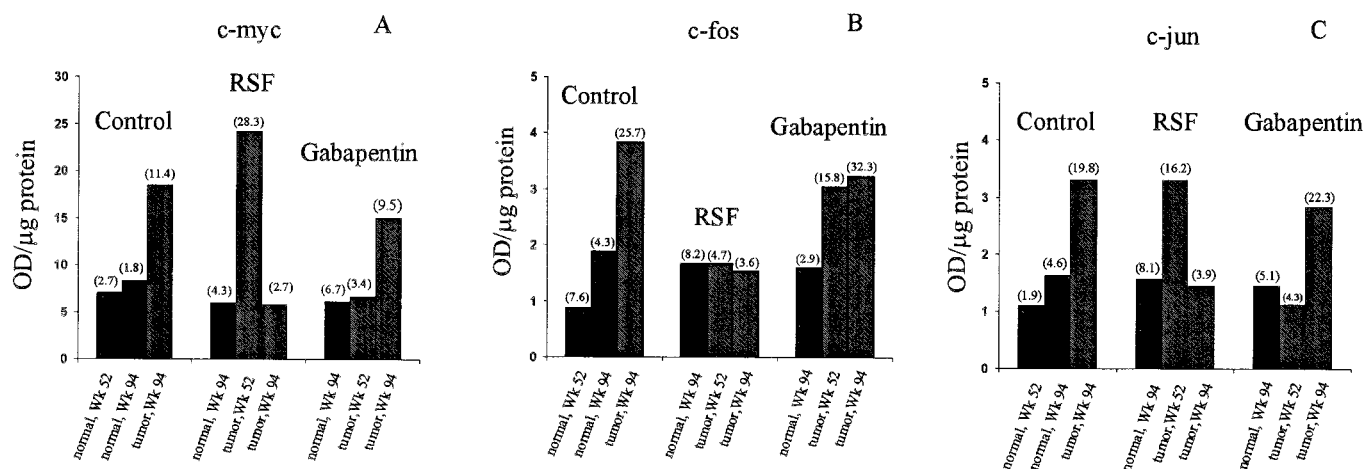 c-myc A
OD/µg protein
30
25
20
15
10
5
0
Control
RSF
Gabapentin
(2.7)
(1.8)
(11.4)
(4.3)
(28.3)
(2.7)
(6.7)
(3.4)
(9.5)
normal, Wk 52
normal, Wk 94
tumor, Wk 94
normal, Wk 94
tumor, Wk 52
tumor, Wk 94
normal, Wk 94
tumor, Wk 52
tumor, Wk 94
c-fos B
OD/µg protein
5
4
3
2
1
0
Control
RSF
Gabapentin
(7.6)
(4.3)
(25.7)
(8.2)
(4.7)
(3.6)
(2.9)
(15.8)
(32.3)
normal, Wk 52
normal, Wk 94
tumor, Wk 94
normal, Wk 94
tumor, Wk 52
tumor, Wk 94
normal, Wk 94
tumor, Wk 52
tumor, Wk 94
c-jun C
OD/µg protein
5
4
3
2
1
0
Control
RSF
Gabapentin
(1.9)
(4.6)
(19.8)
(8.1)
(16.2)
(3.9)
(5.1)
(4.3)
(22.3)
normal, Wk 52
normal, Wk 94
tumor, Wk 94
normal, Wk 94
tumor, Wk 52
tumor, Wk 94
normal, Wk 94
tumor, Wk 52
tumor, Wk 94